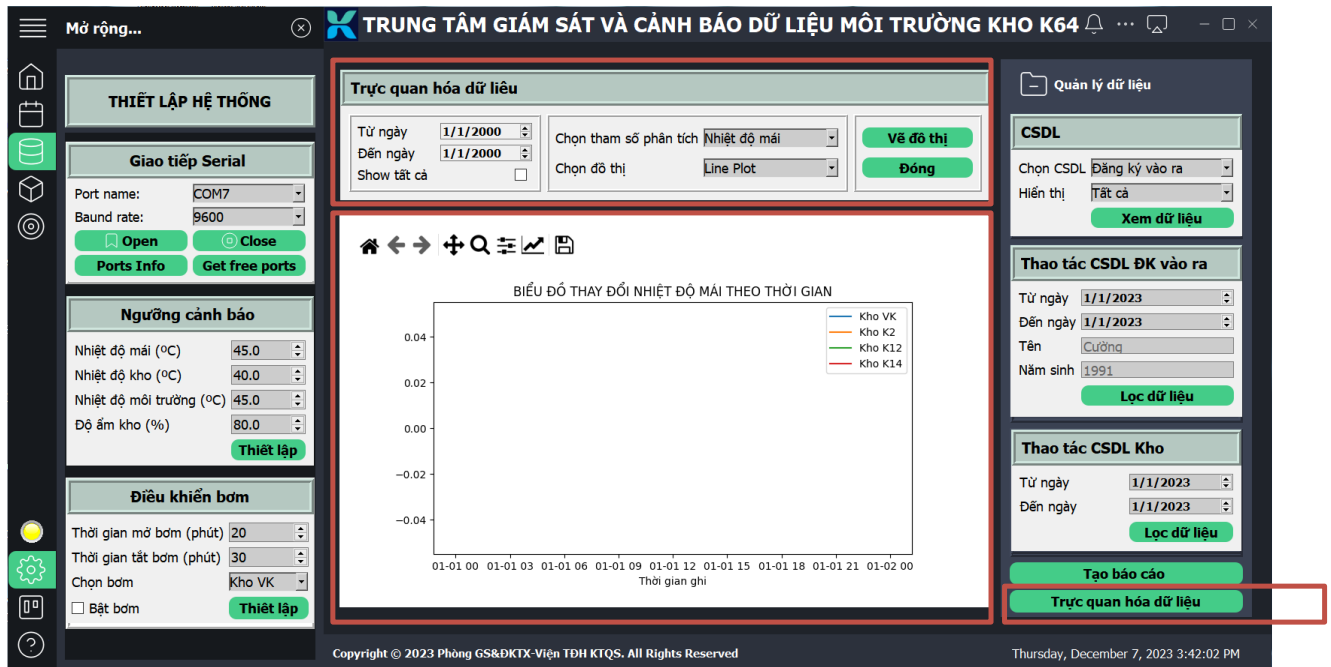 Mở rộng...
TRUNG TÂM GIÁM SÁT VÀ CẢNH BÁO DỮ LIỆU MÔI TRƯỜNG KHO K64
THIẾT LẬP HỆ THỐNG
Giao tiếp Serial
Port name: COM7
Baund rate: 9600
Open Close
Ports Info Get free ports
Ngưỡng cảnh báo
Nhiệt độ mái (ºC) 45.0
Nhiệt độ kho (ºC) 40.0
Nhiệt độ môi trường (ºC) 45.0
Độ ẩm kho (%) 80.0
Thiết lập
Điều khiển bơm
Thời gian mở bơm (phút) 20
Thời gian tắt bơm (phút) 30
Chọn bơm Kho VK
Bật bơm Thiêt lập
Trực quan hóa dữ liêu
Từ ngày 1/1/2000
Đến ngày 1/1/2000
Show tất cả
Chọn tham số phân tích Nhiệt độ mái
Chọn đồ thị Line Plot
Vẽ đồ thị
Đóng
BIỂU ĐỒ THAY ĐỔI NHIỆT ĐỘ MÁI THEO THỜI GIAN
Kho VK
Kho K2
Kho K12
Kho K14
0.04
0.02
0.00
−0.02
−0.04
01-01 00 01-01 03 01-01 06 01-01 09 01-01 12 01-01 15 01-01 18 01-01 21 01-02 00
Thời gian ghi
Quản lý dữ liệu
CSDL
Chọn CSDL Đăng ký vào ra
Hiển thị Tất cả
Xem dữ liệu
Thao tác CSDL ĐK vào ra
Từ ngày 1/1/2023
Đến ngày 1/1/2023
Tên Cường
Năm sinh 1991
Lọc dữ liệu
Thao tác CSDL Kho
Từ ngày 1/1/2023
Đến ngày 1/1/2023
Lọc dữ liệu
Tạo báo cáo
Trực quan hóa dữ liệu
Copyright © 2023 Phòng GS&ĐKTX-Viện TĐH KTQS. All Rights Reserved
Thursday, December 7, 2023 3:42:02 PM